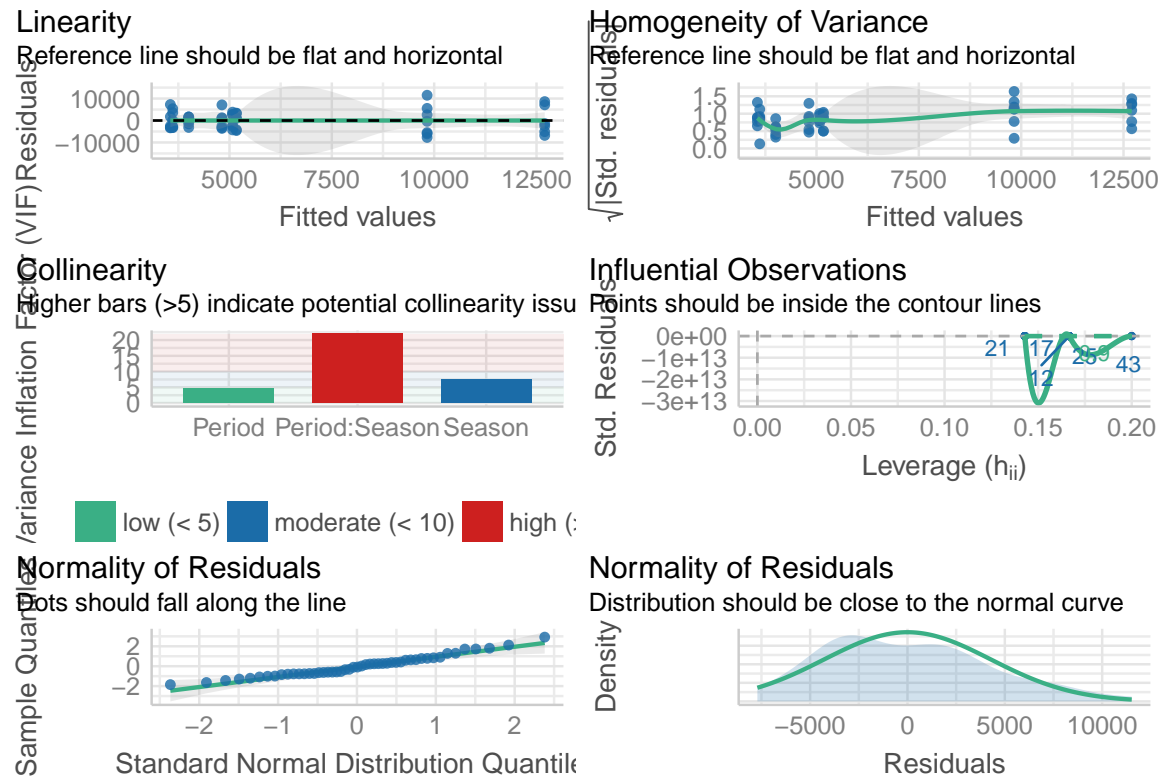 Linearity
Reference line should be flat and horizontal
Residuals
10000
0
−10000
5000 7500 10000 12500
Fitted values
Homogeneity of Variance
Reference line should be flat and horizontal
√|Std. residuals|
1.5
1.0
0.5
0.0
5000 7500 10000 12500
Fitted values
Collinearity
Higher bars (>5) indicate potential collinearity issu
Variance Inflation Factor (VIF)
20
15
10
5
0
Period Period:Season Season
low (< 5) moderate (< 10) high (>
Influential Observations
Points should be inside the contour lines
Std. Residuals
0e+00
−1e+13
−2e+13
−3e+13
21 17 43
12
0.00 0.05 0.10 0.15 0.20
Leverage (hii)
Normality of Residuals
Dots should fall along the line
Sample Quantiles
2
0
−2
−2 −1 0 1 2
Standard Normal Distribution Quantile
Normality of Residuals
Distribution should be close to the normal curve
Density
−5000 0 5000 10000
Residuals